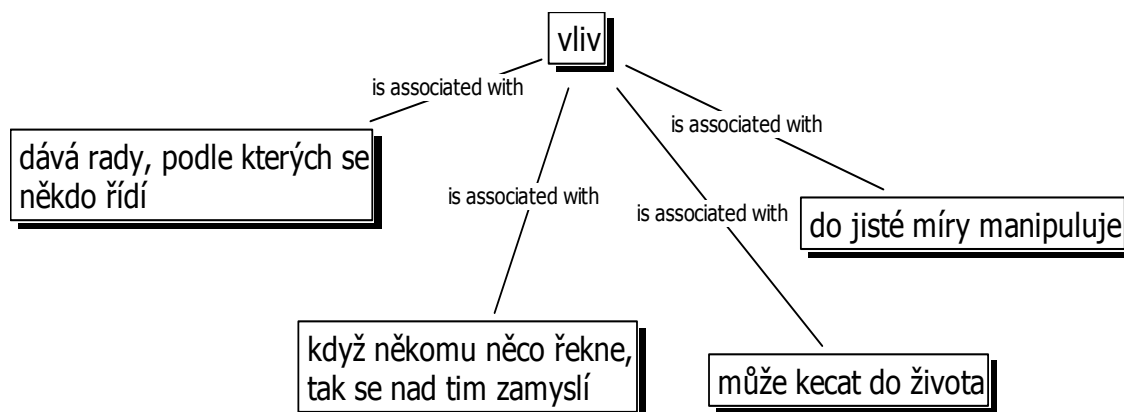 vliv
is associated with
is associated with
dává rady, podle kterých se
někdo řídí
is associated with
is associated with
do jisté míry manipuluje
když někomu něco řekne,
tak se nad tim zamyslí
může kecat do života